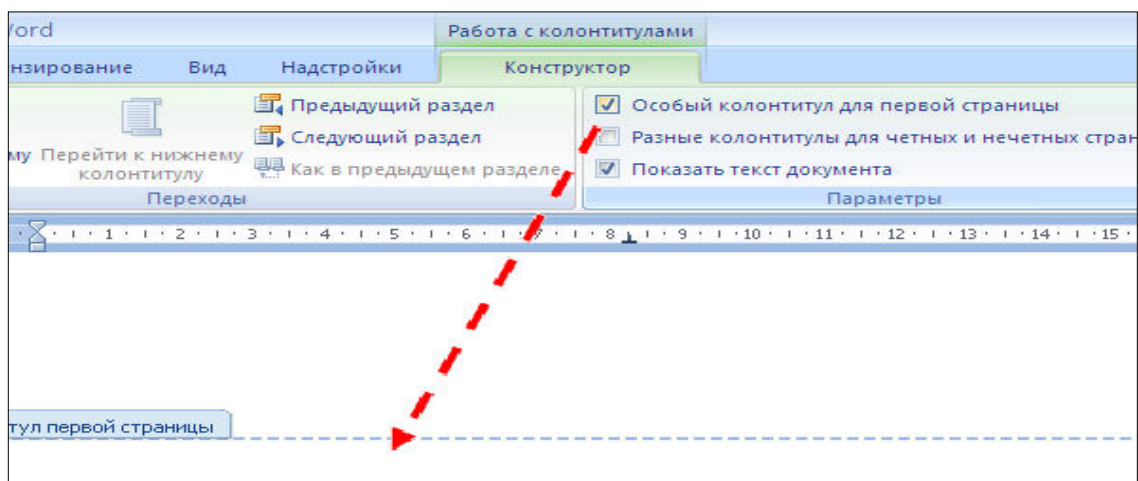 Word Работа с колонтитулами
нзирование Вид Надстройки Конструктор
Предыдущий раздел
Следующий раздел
Как в предыдущем разделе
му Перейти к нижнему
колонтитулу
Переходы
Особый колонтитул для первой страницы
Разные колонтитулы для четных и нечетных стран
Показать текст документа
Параметры
1 2 3 4 5 6 7 8 9 10 11 12 13 14 15
тул первой страницы